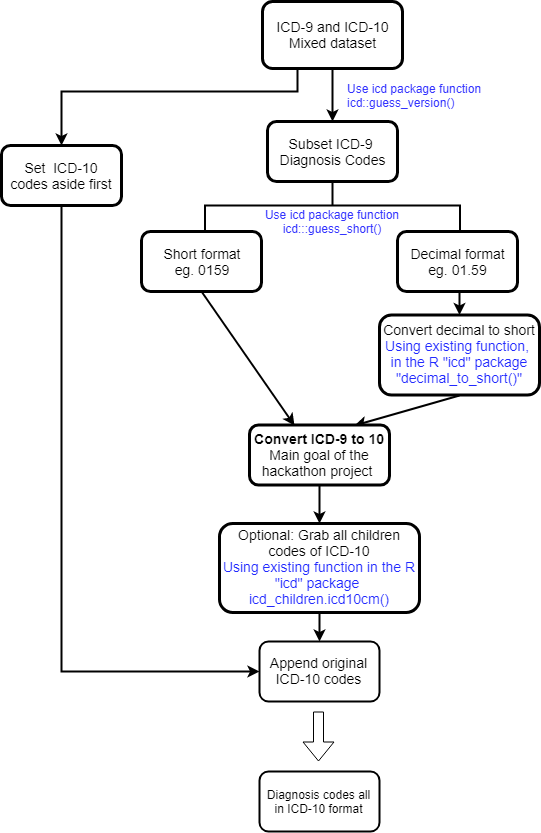 ICD-9 and ICD-10
Mixed dataset
Use icd package function
icd::guess_version()
Subset ICD-9
Diagnosis Codes
Set ICD-10
codes aside first
Use icd package function
icd:::guess_short()
Short format
eg. 0159
Decimal format
eg. 01.59
Convert decimal to short
Using existing function,
in the R "icd" package
"decimal_to_short()"
Convert ICD-9 to 10
Main goal of the
hackathon project
Optional: Grab all children
codes of ICD-10
Using existing function in the R
"icd" package
icd_children.icd10cm()
Append original
ICD-10 codes
Diagnosis codes all
in ICD-10 format